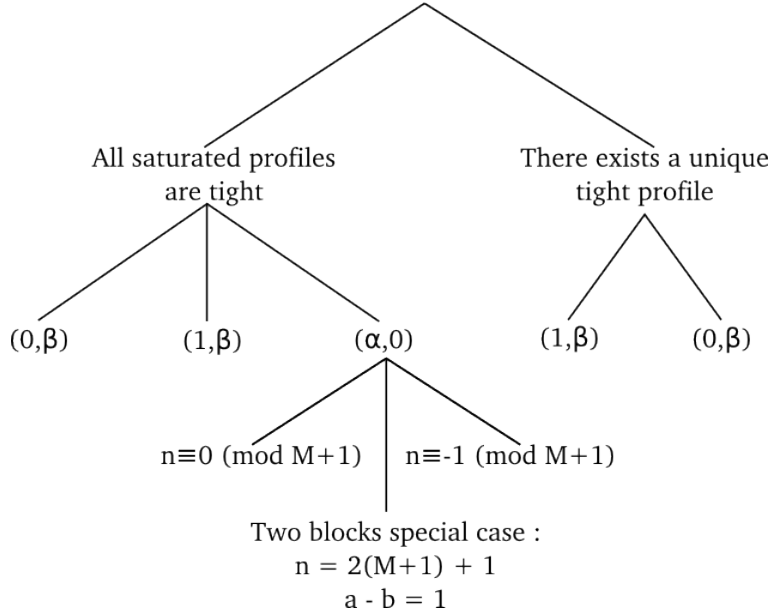 All saturated profiles
are tight
There exists a unique
tight profile
(0,β)
(1,β)
(α,0)
(1,β)
(0,β)
n≡0 (mod M+1)
n≡-1 (mod M+1)
Two blocks special case :
n = 2(M+1) + 1
a - b = 1